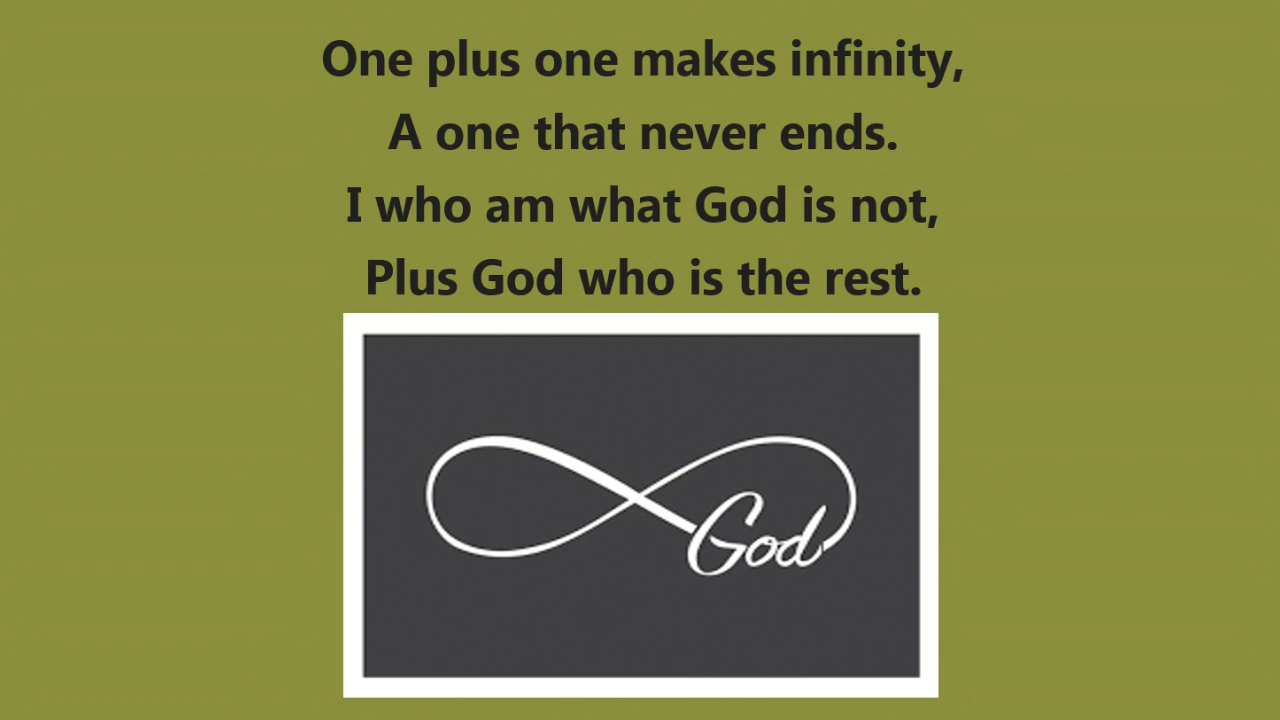 One plus one makes infinity,
A one that never ends.
I who am what God is not,
Plus God who is the rest.
God